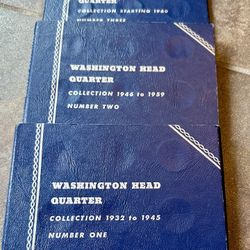 QUARTER
COLLECTION STARTING 1960
NUMBER THREE
WASHINGTON HEAD
QUARTER
COLLECTION 1946 to 1959
NUMBER TWO
WASHINGTON HEAD
QUARTER
COLLECTION 1932 to 1945
NUMBER ONE